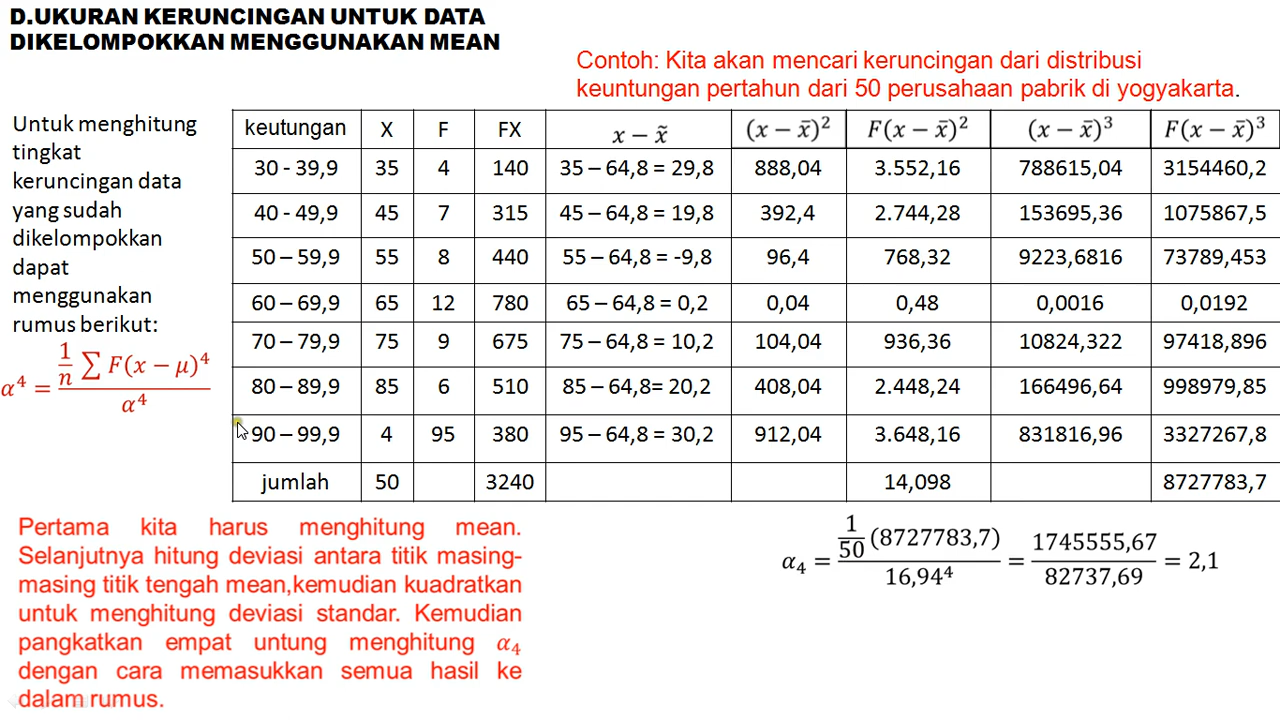 D.UKURAN KERUNCINGAN UNTUK DATA
DIKELOMPOKKAN MENGGUNAKAN MEAN
Contoh: Kita akan mencari keruncingan dari distribusi
keuntungan pertahun dari 50 perusahaan pabrik di yogyakarta.
Untuk menghitung
tingkat
keruncingan data
yang sudah
dikelompokkan
dapat
menggunakan
rumus berikut:
α⁴ = (1/n ∑ F(x − μ)⁴) / α⁴
keutungan X F FX x − x̃ (x − x̄)² F(x − x̄)² (x − x̄)³ F(x − x̄)³
30 - 39,9 35 4 140 35 – 64,8 = 29,8 888,04 3.552,16 788615,04 3154460,2
40 - 49,9 45 7 315 45 – 64,8 = 19,8 392,4 2.744,28 153695,36 1075867,5
50 – 59,9 55 8 440 55 – 64,8 = -9,8 96,4 768,32 9223,6816 73789,453
60 – 69,9 65 12 780 65 – 64,8 = 0,2 0,04 0,48 0,0016 0,0192
70 – 79,9 75 9 675 75 – 64,8 = 10,2 104,04 936,36 10824,322 97418,896
80 – 89,9 85 6 510 85 – 64,8= 20,2 408,04 2.448,24 166496,64 998979,85
90 – 99,9 4 95 380 95 – 64,8 = 30,2 912,04 3.648,16 831816,96 3327267,8
jumlah 50 3240 14,098 8727783,7
Pertama kita harus menghitung mean.
Selanjutnya hitung deviasi antara titik masing-
masing titik tengah mean,kemudian kuadratkan
untuk menghitung deviasi standar. Kemudian
pangkatkan empat untung menghitung α₄
dengan cara memasukkan semua hasil ke
dalam rumus.
α₄ = (1/50 (8727783,7)) / 16,94⁴ = 1745555,67 / 82737,69 = 2,1